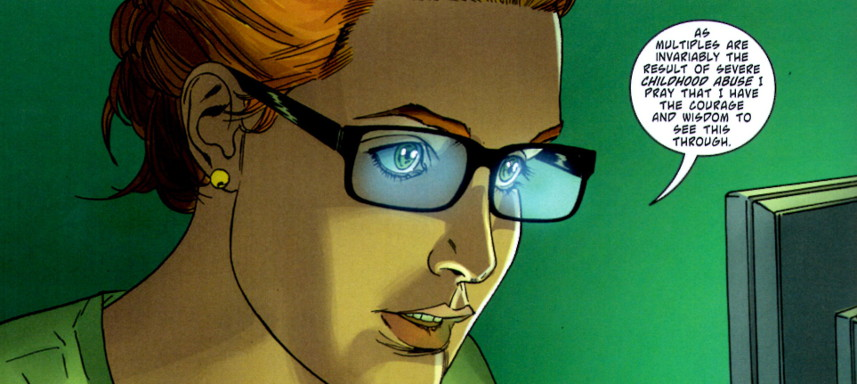 AS
MULTIPLES ARE
INVARIABLY THE
RESULT OF SEVERE
CHILDHOOD ABUSE I
PRAY THAT I HAVE
THE COURAGE
AND WISDOM TO
SEE THIS
THROUGH.